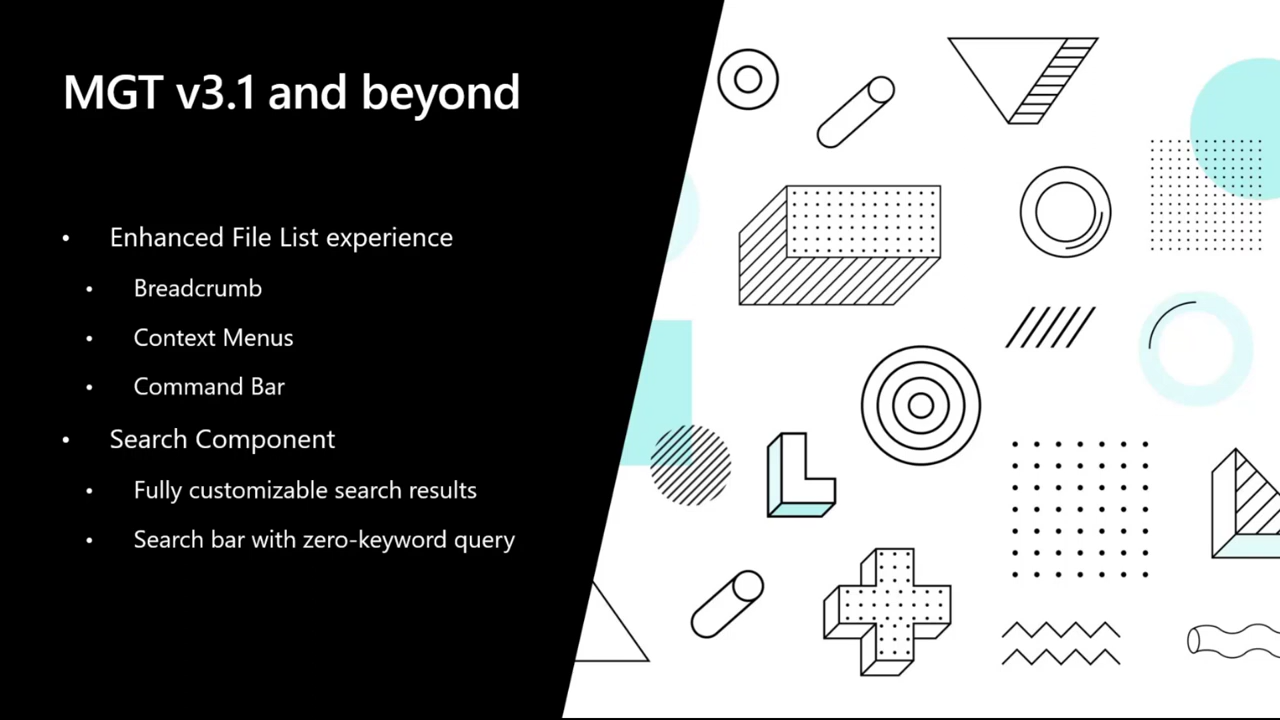 MGT v3.1 and beyond
• Enhanced File List experience
• Breadcrumb
• Context Menus
• Command Bar
• Search Component
• Fully customizable search results
• Search bar with zero-keyword query